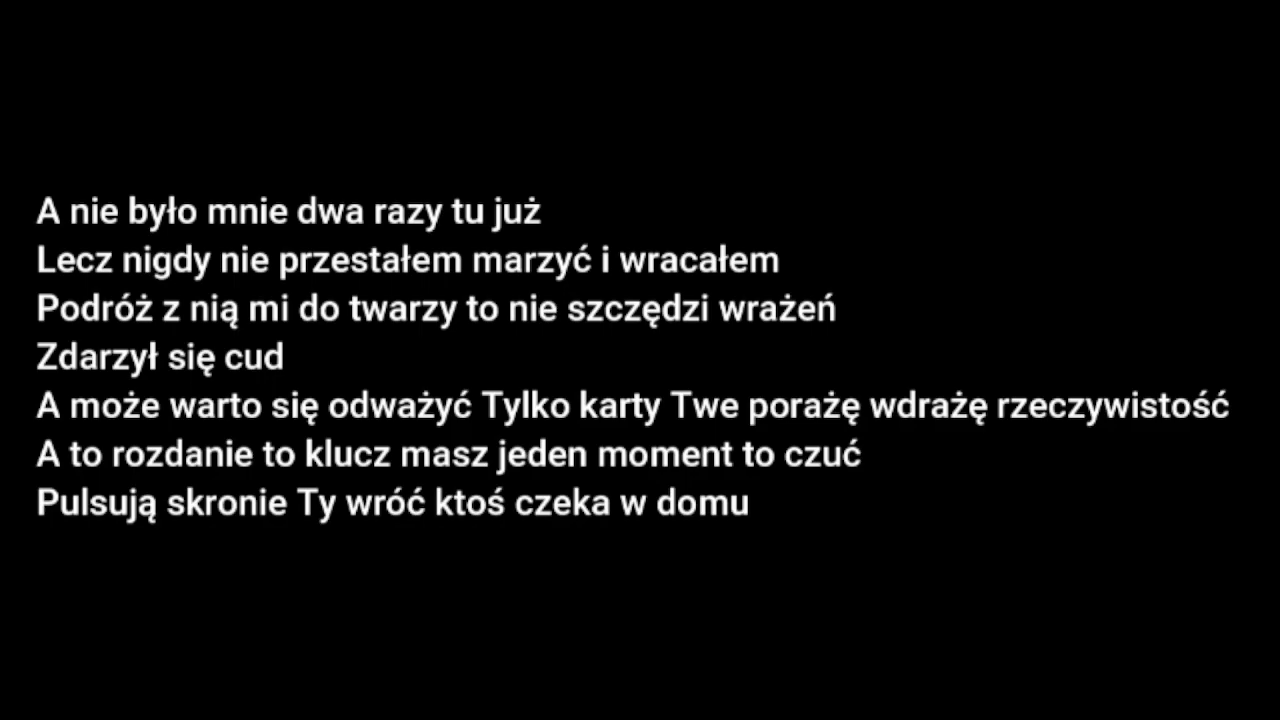 A nie było mnie dwa razy tu już
Lecz nigdy nie przestałem marzyć i wracałem
Podróż z nią mi do twarzy to nie szczędzi wrażeń
Zdarzył się cud
A może warto się odważyć Tylko karty Twe porażę wdrażę rzeczywistość
A to rozdanie to klucz masz jeden moment to czuć
Pulsują skronie Ty wróć ktoś czeka w domu